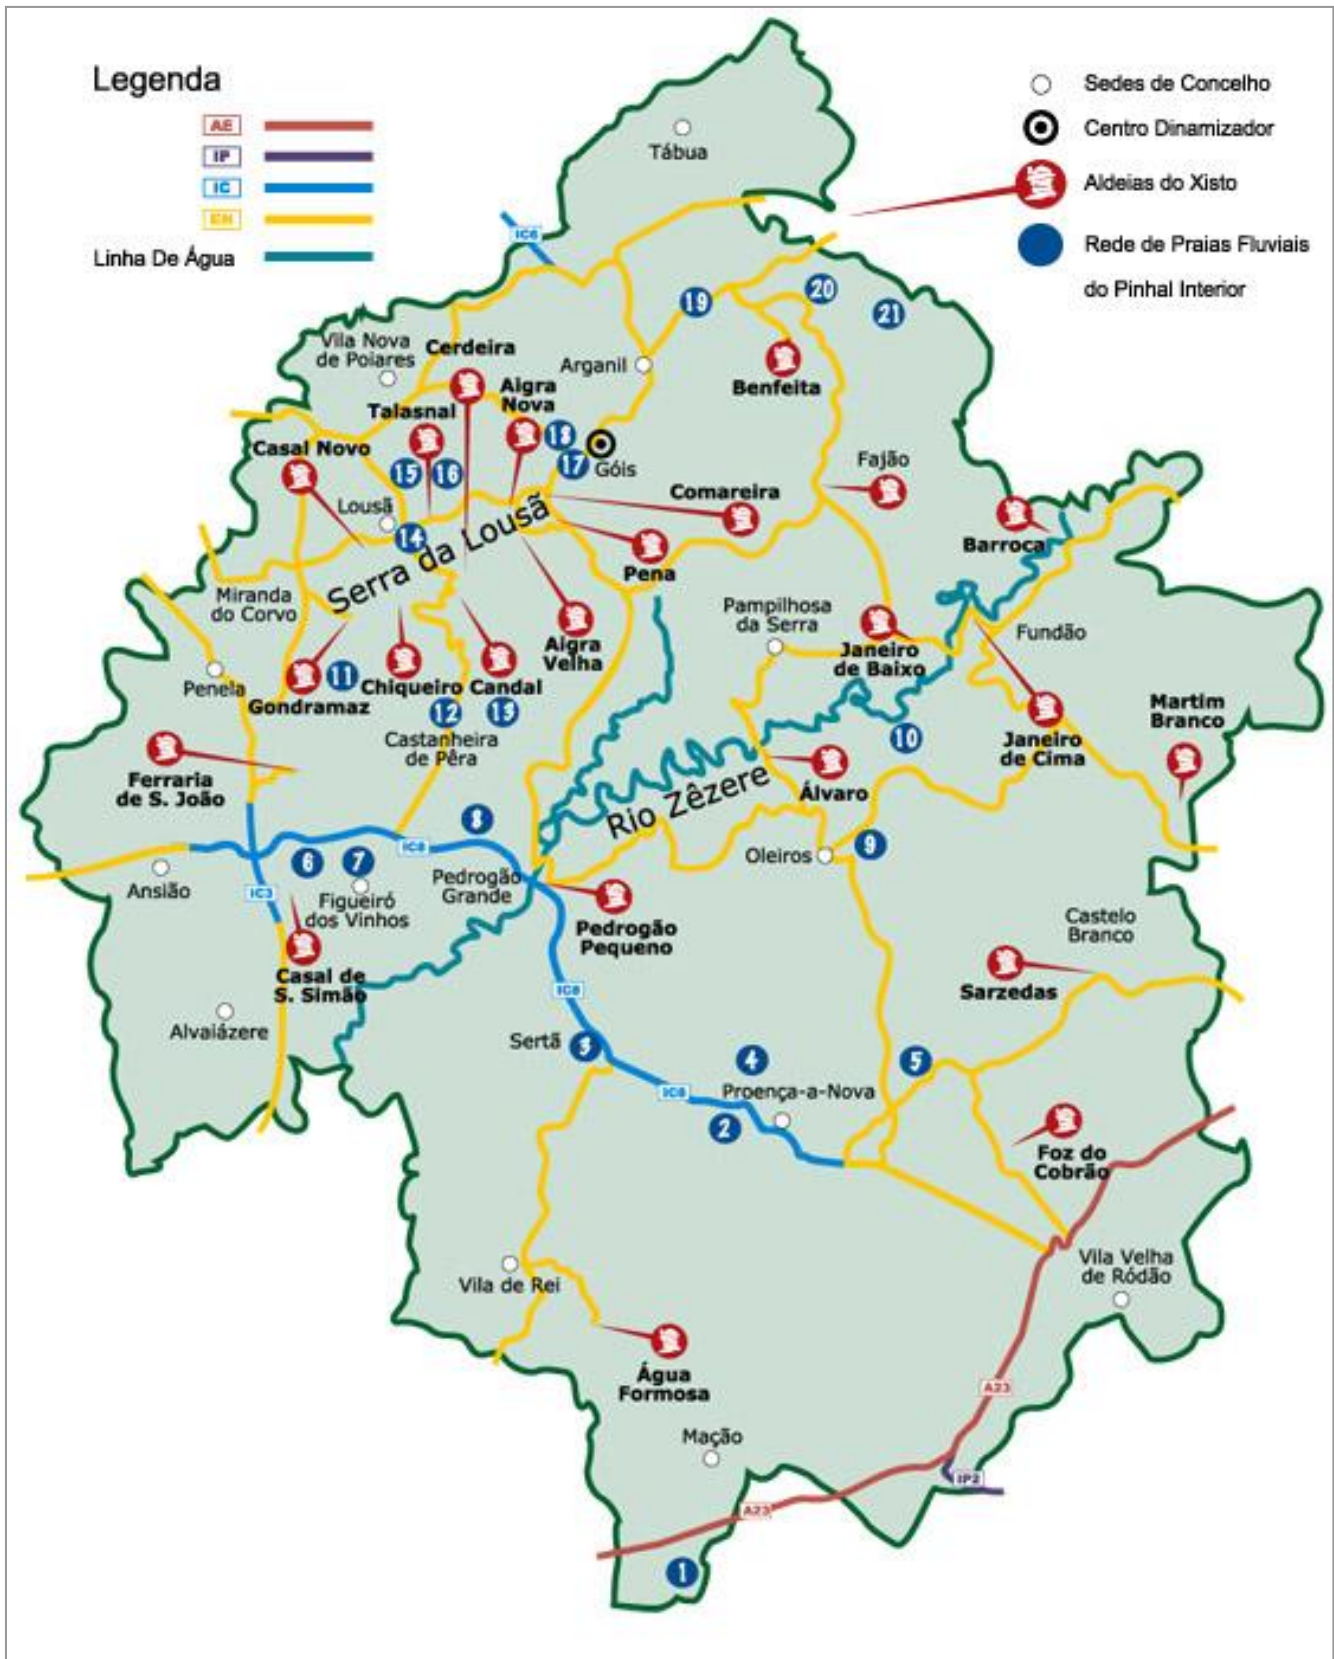 Legenda
AE
IP
IC
EN
Linha De Água
Sedes de Concelho
Centro Dinamizador
Aldeias do Xisto
Rede de Praias Fluviais
do Pinhal Interior
Tábua
IC6
19
20
21
Vila Nova
de Poiares
Cerdeira
Arganil
Benfeita
Aigra
Nova
Talasnal
Casal Novo
18
17
Góis
15
16
Fajão
Lousã
Comareira
14
Serra da Lousã
Barroca
Pena
Miranda
do Corvo
Pampilhosa
da Serra
Fundão
Aigra
Velha
Janeiro
de Baixo
Penela
11
Gondramaz
Chiqueiro
Candal
12
13
Castanheira
de Pêra
Martim
Branco
10
Janeiro
de Cima
Ferraria
de S. João
Álvaro
Rio Zêzere
8
IC8
6
7
9
Oleiros
Ansião
IC3
Figueiró
dos Vinhos
Pedrogão
Grande
Pedrogão
Pequeno
Castelo
Branco
Casal de
S. Simão
Sarzedas
IC8
Alvaiázere
Sertã
3
4
5
IC8
Proença-a-Nova
2
Foz do
Cobrão
Vila de Rei
Vila Velha
de Ródão
Água
Formosa
A23
Mação
IP2
A23
1